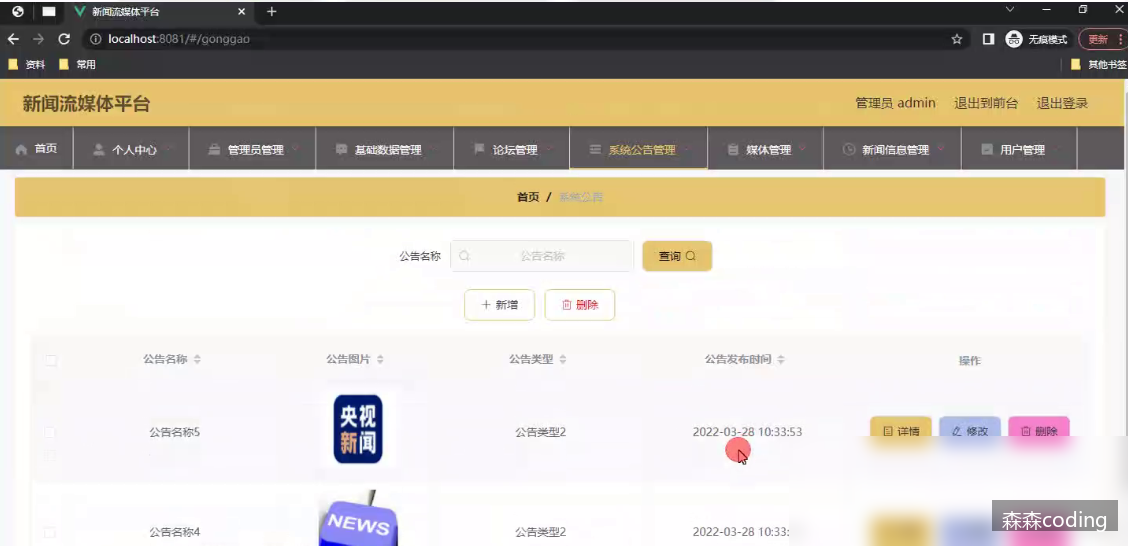 新闻流媒体平台
localhost:8081/#/gonggao
无痕模式
更新
资料 常用
其他书签
新闻流媒体平台
管理员 admin 退出到前台 退出登录
首页 个人中心 管理员管理 基础数据管理 论坛管理 系统公告管理 媒体管理 新闻信息管理 用户管理
首页 / 系统公告
公告名称 公告名称 查询
新增 删除
公告名称 公告图片 公告类型 公告发布时间 操作
央视
新闻
公告名称5 公告类型2 2022-03-28 10:33:53 详情 修改 删除
NEWS
公告名称4 公告类型2 2022-03-28 10:33:
森森coding